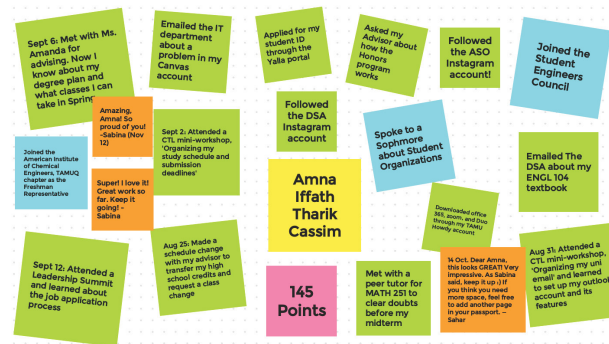 Sept 6: Met with Ms.
Amanda for
advising. Now I
know about my
degree plan and
what classes I can
take in Spring
Emailed the IT
department
about a
problem in my
Canvas
account
Applied for my
student ID
through the
Yalla portal
Asked my
Advisor about
how the
Honors
program
works
Followed
the ASO
Instagram
account!
Joined the
Student
Engineers
Council
Amazing,
Amna! So
proud of you!
-Sabina (Nov
12)
Sept 2: Attended a
CTL mini-workshop,
'Organizing my
study schedule and
submission
deadlines'
Followed
the DSA
Instagram
account
Spoke to a
Sophmore
about Student
Organizations
Emailed The
DSA about my
ENGL 104
textbook
Joined the
American Institute
of Chemical
Engineers, TAMUQ
chapter as the
Freshman
Representative
Super! I love it!
Great work so
far. Keep it
going! -
Sabina
Amna
Iffath
Tharik
Cassim
Downloaded office
365, zoom, and Duo
through my TAMU
Howdy account
Sept 12: Attended a
Leadership Summit
and learned about
the job application
process
Aug 25: Made a
schedule change
with my advisor to
transfer my high
school credits and
request a class
change
145
Points
Met with a
peer tutor for
MATH 251 to
clear doubts
before my
midterm
14 Oct. Dear Amna,
this looks GREAT! Very
impressive. As Sabina
said, keep it up :) If
you think you need
more space, feel free
to add another page
in your passport. –
Sahar
Aug 31: Attended a
CTL mini-workshop,
'Organizing my uni
email' and learned
to set up my outlook
account and its
features